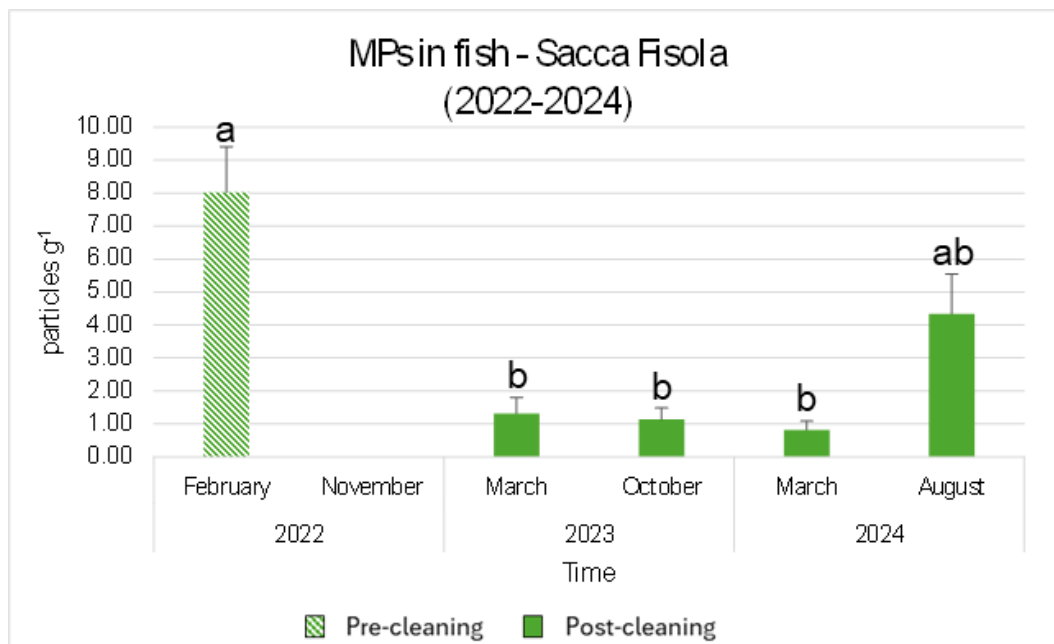 MPs in fish - Sacca Fisola
(2022-2024)
10.00
9.00
8.00
7.00
6.00
5.00
4.00
3.00
2.00
1.00
0.00
particles g⁻¹
a
b
b
b
ab
February November March October March August
2022 2023 2024
Time
Pre-cleaning Post-cleaning